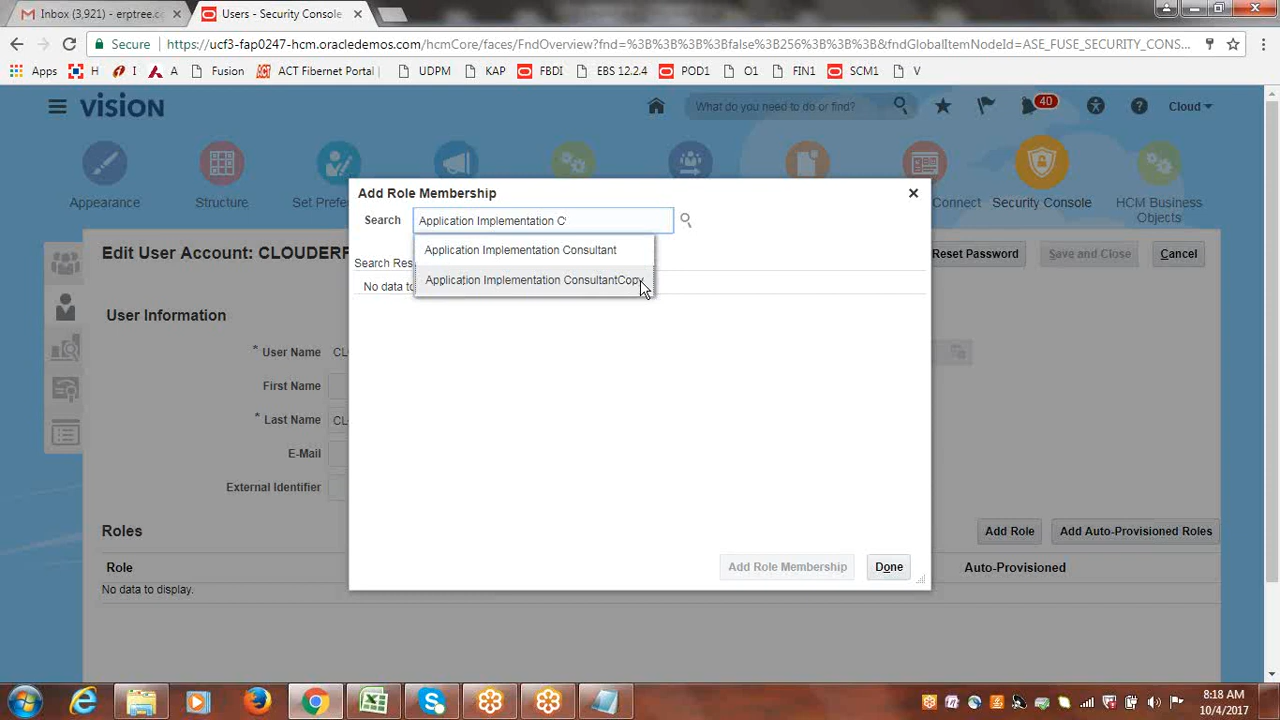 Inbox (3,921) - erptree.c
Users - Security Console
Secure
https://ucf3-fap0247-hcm.oracledemos.com/hcmCore/faces/FndOverview?fnd=%3B%3B%3B%3Bfalse%3B256%3B%3B%3B&fndGlobalItemNodeId=ASE_FUSE_SECURITY_CONS...
Apps H I A Fusion ACT Fibernet Portal UDPM KAP FBDI EBS 12.2.4 POD1 O1 FIN1 SCM1 V
VISION
What do you need to do or find?
40
Cloud
Appearance
Structure
Set Prefe
Connect
Security Console
HCM Business
Objects
Add Role Membership
Search
Application Implementation C
Application Implementation Consultant
Application Implementation ConsultantCopy
Search Res
No data to
Add Role Membership
Done
Edit User Account: CLOUDERP
Reset Password
Save and Close
Cancel
User Information
* User Name CLO
First Name
* Last Name CL
E-Mail
External Identifier
Roles
Add Role
Add Auto-Provisioned Roles
Role
Auto-Provisioned
No data to display.
8:18 AM
10/4/2017